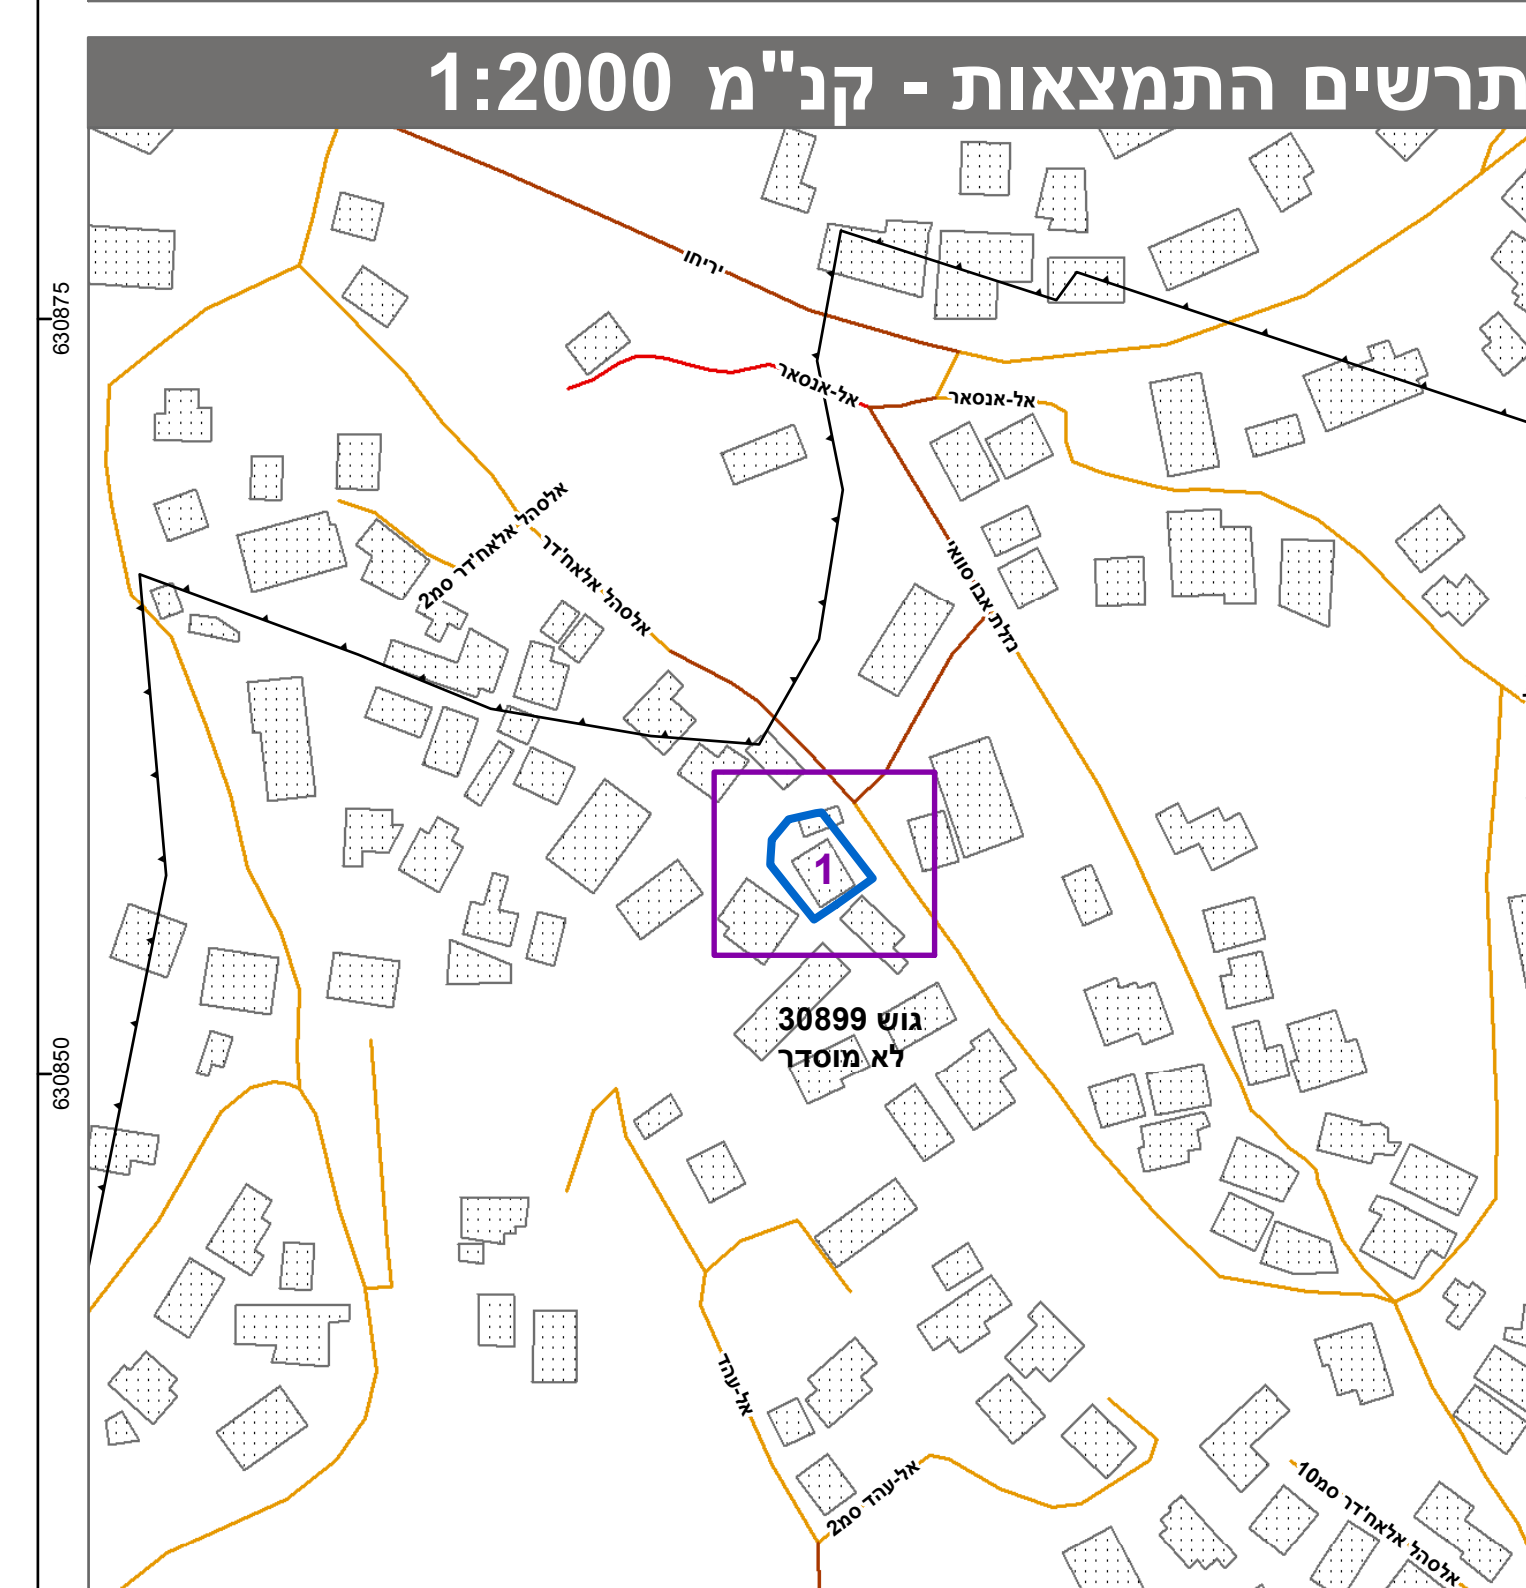 תרשים התמצאות - קנ"מ 1:2000
יריחו
630875
אל-אנסאר
אל-אנסאר
אלסהל אלאח'דר סמ2
אלסהל אלאח'דר
נזלת אבו סוואי
1
גוש 30899
לא מוסדר
630850
אל-עהד
אל-עהד סמ2
אלסהל אלאח'דר סמ10